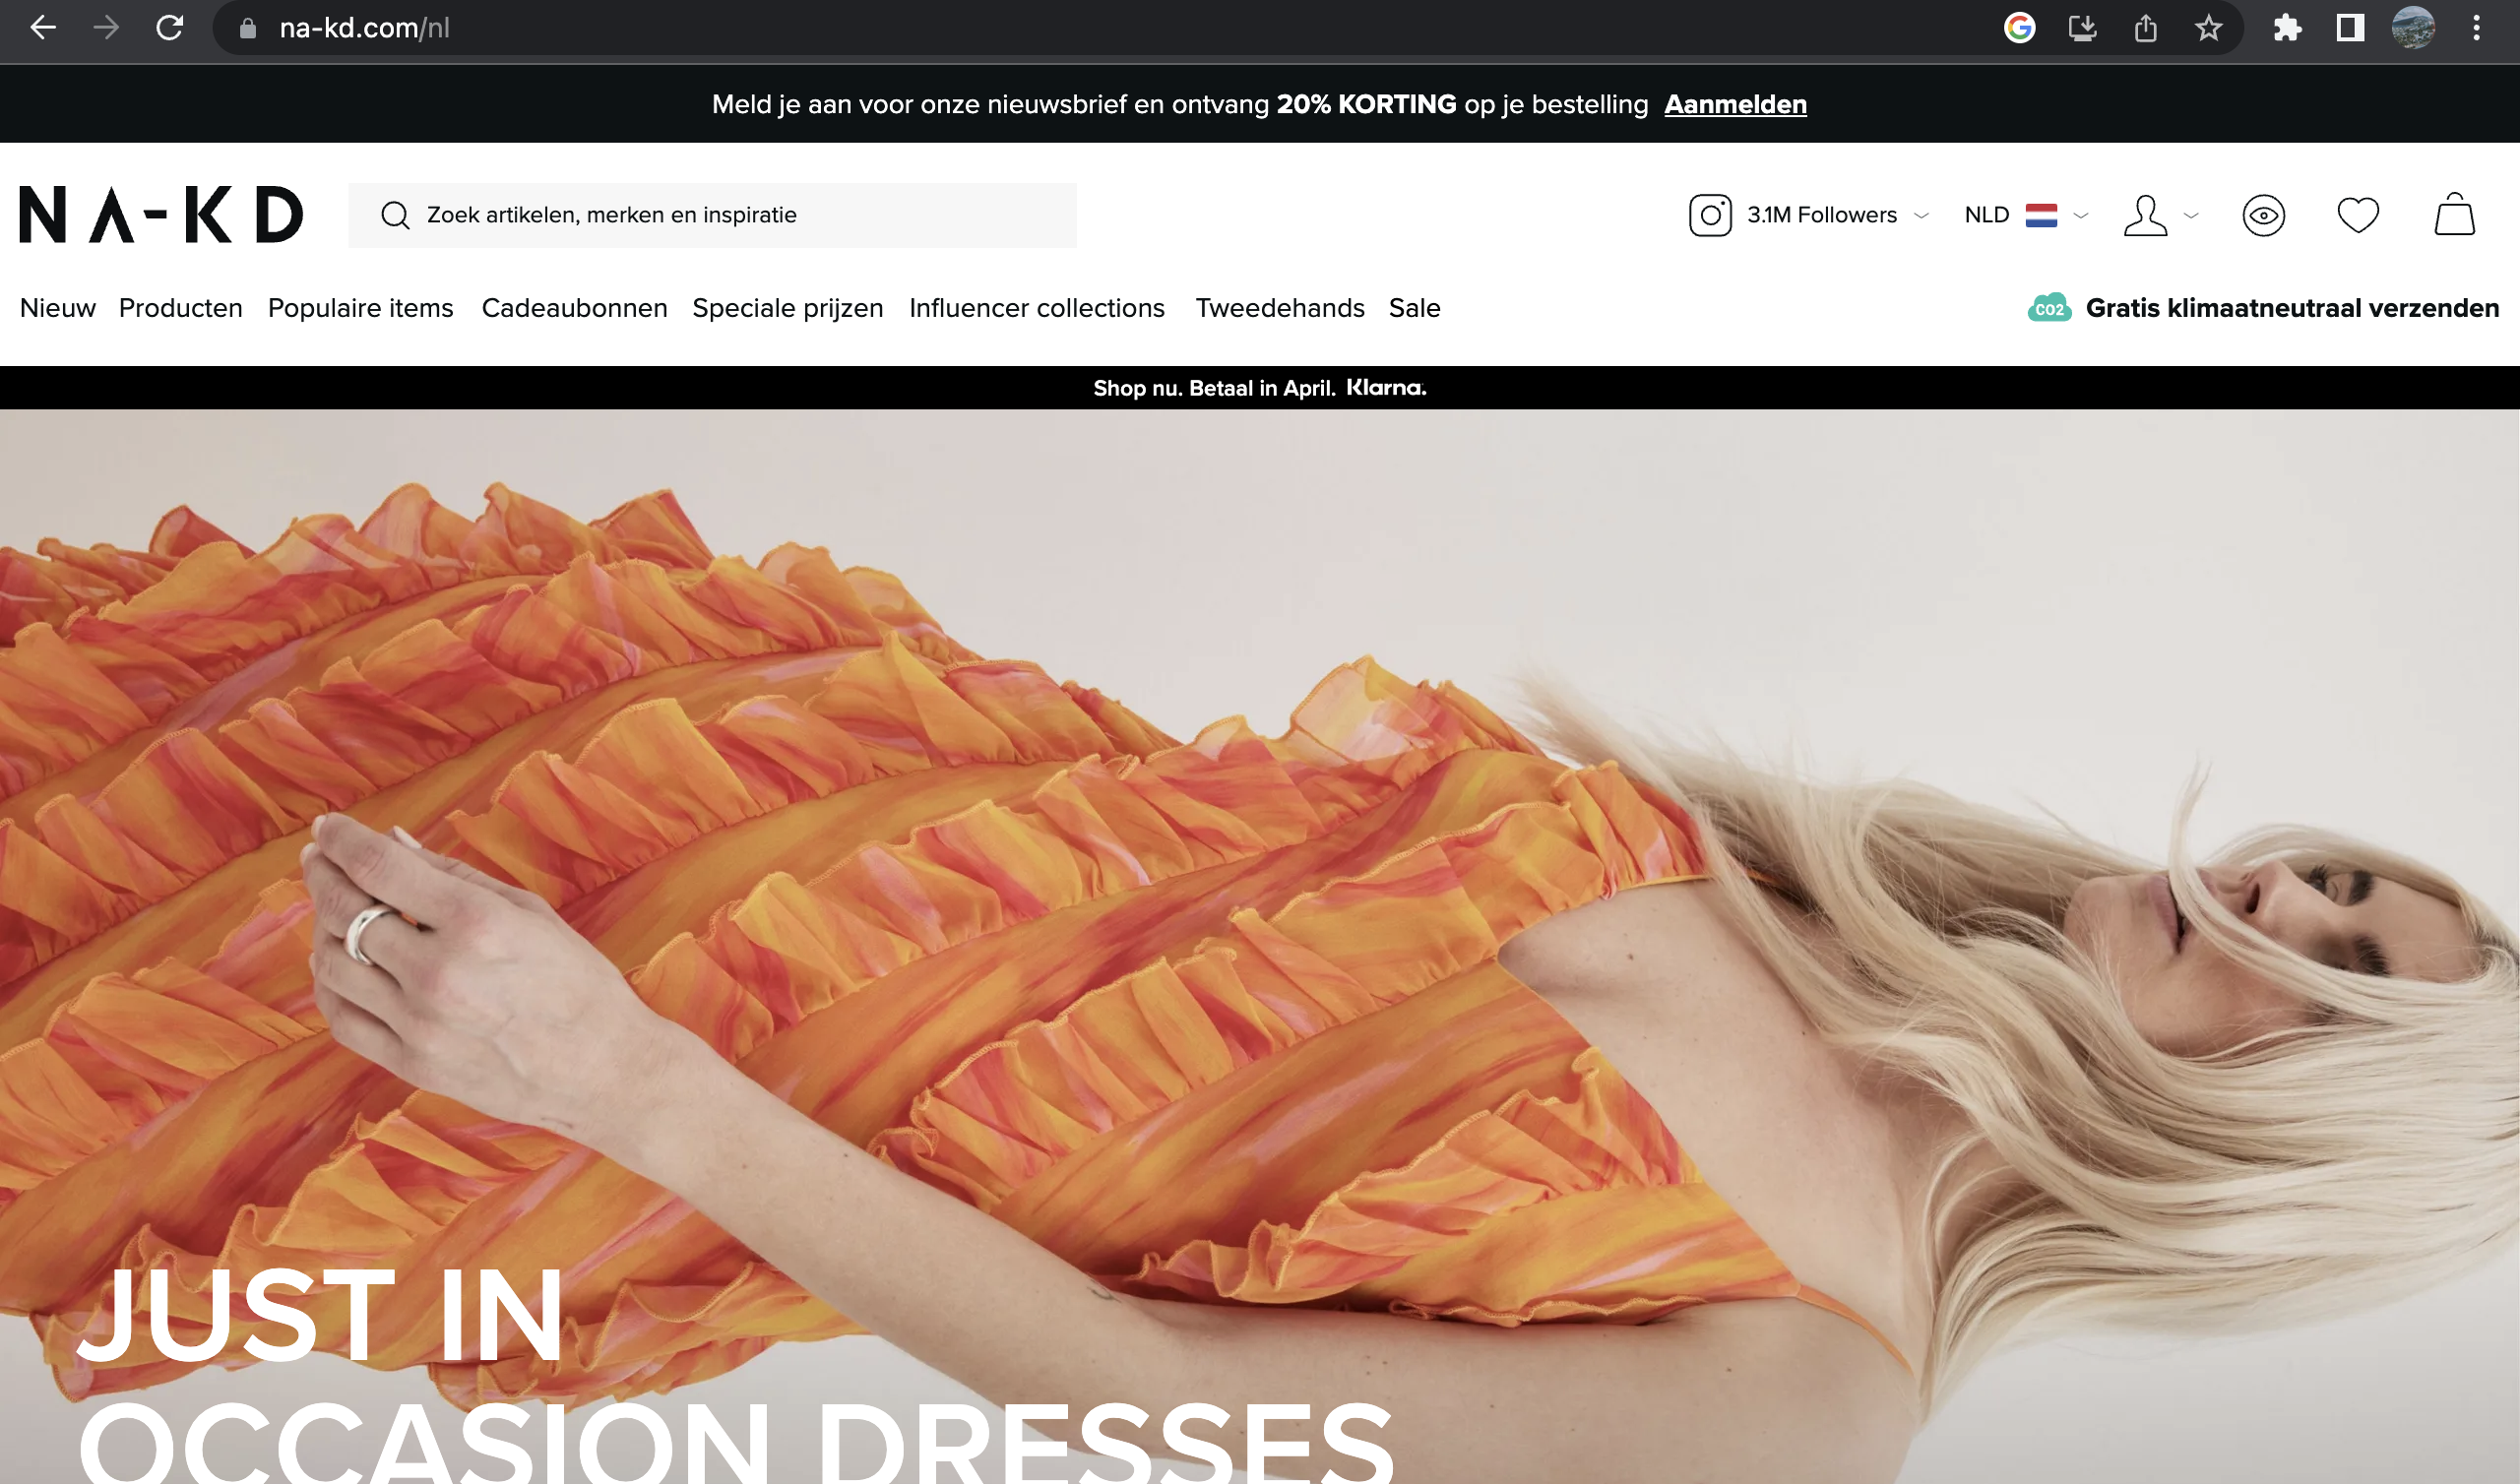 na-kd.com/nl
Meld je aan voor onze nieuwsbrief en ontvang 20% KORTING op je bestelling Aanmelden
NA-KD
Zoek artikelen, merken en inspiratie
3.1M Followers
NLD
Nieuw Producten Populaire items Cadeaubonnen Speciale prijzen Influencer collections Tweedehands Sale
CO2 Gratis klimaatneutraal verzenden
Shop nu. Betaal in April. Klarna.
JUST IN
OCCASION DRESSES